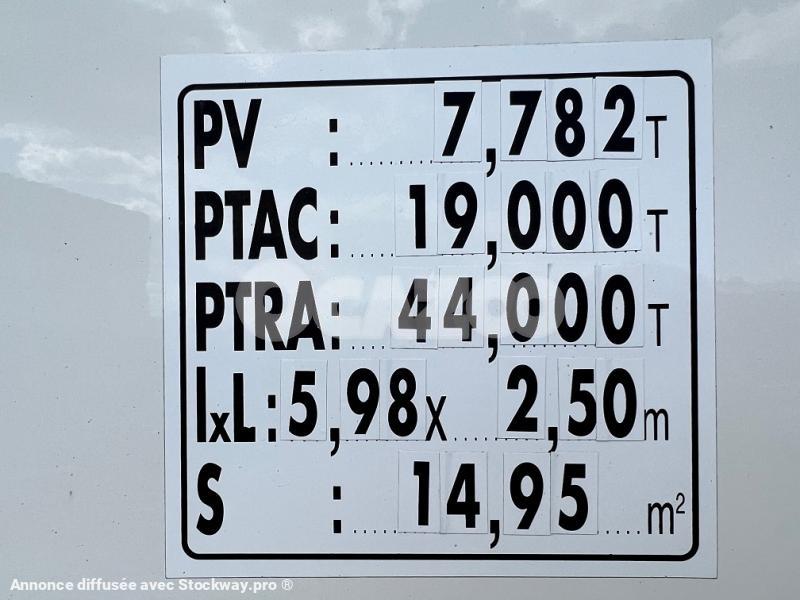 PV : 7,782 T
PTAC : 19,000 T
PTRA : 44,000 T
lxL : 5,98 x 2,50 m
S : 14,95 m²
Annonce diffusée avec Stockway.pro ®